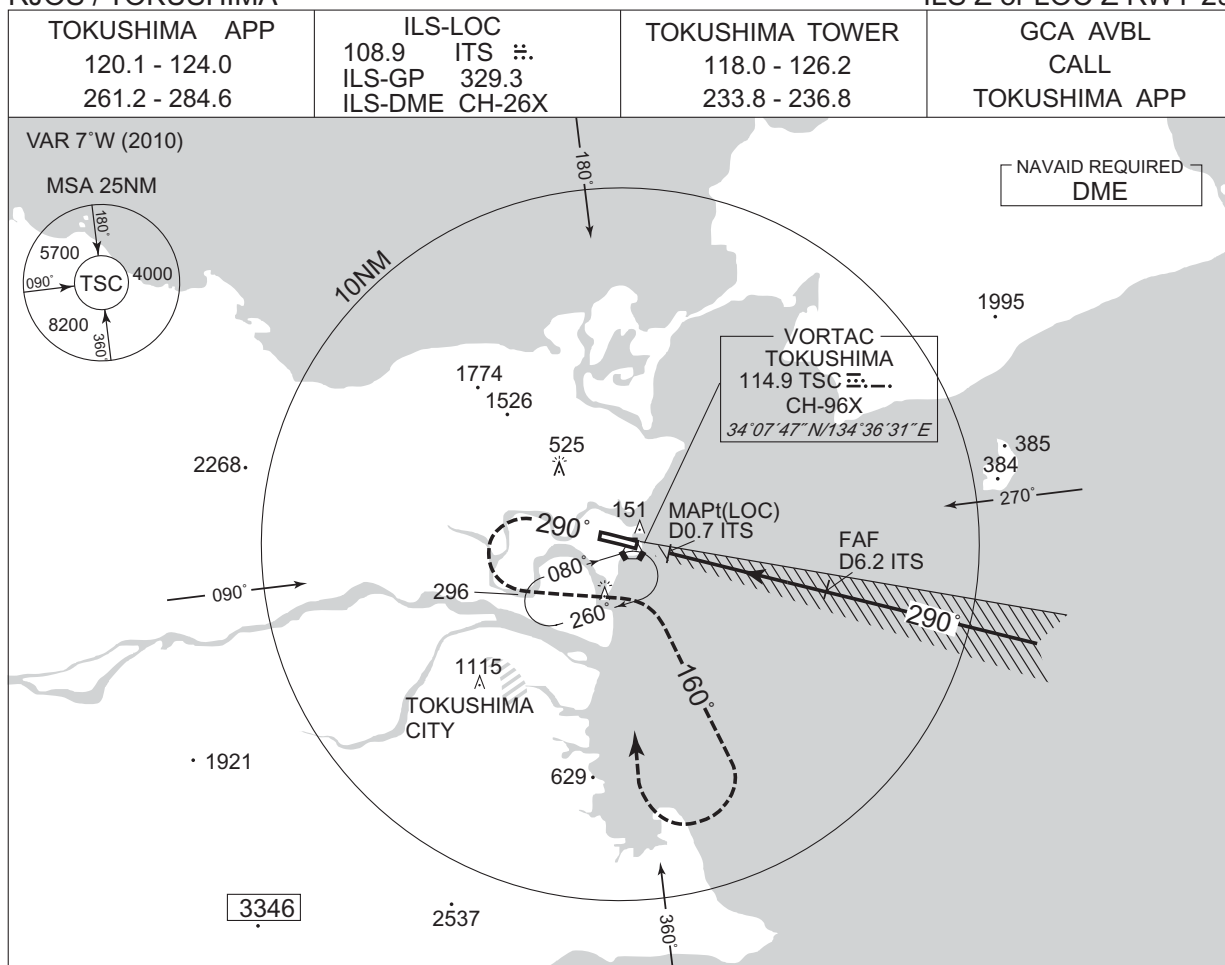 TOKUSHIMA APP
120.1 - 124.0
261.2 - 284.6
ILS-LOC
108.9 ITS
ILS-GP 329.3
ILS-DME CH-26X
TOKUSHIMA TOWER
118.0 - 126.2
233.8 - 236.8
GCA AVBL
CALL
TOKUSHIMA APP
VAR 7°W (2010)
MSA 25NM
180°
5700
4000
090°
TSC
8200
360°
180°
NAVAID REQUIRED
DME
10NM
1995
VORTAC
TOKUSHIMA
114.9 TSC
CH-96X
34°07′47″N/134°36′31″E
1774
1526
525
2268
385
384
270°
151
MAPt(LOC)
D0.7 ITS
290°
FAF
D6.2 ITS
080°
090°
296
260°
290°
1115
TOKUSHIMA
CITY
160°
1921
629
3346
2537
360°